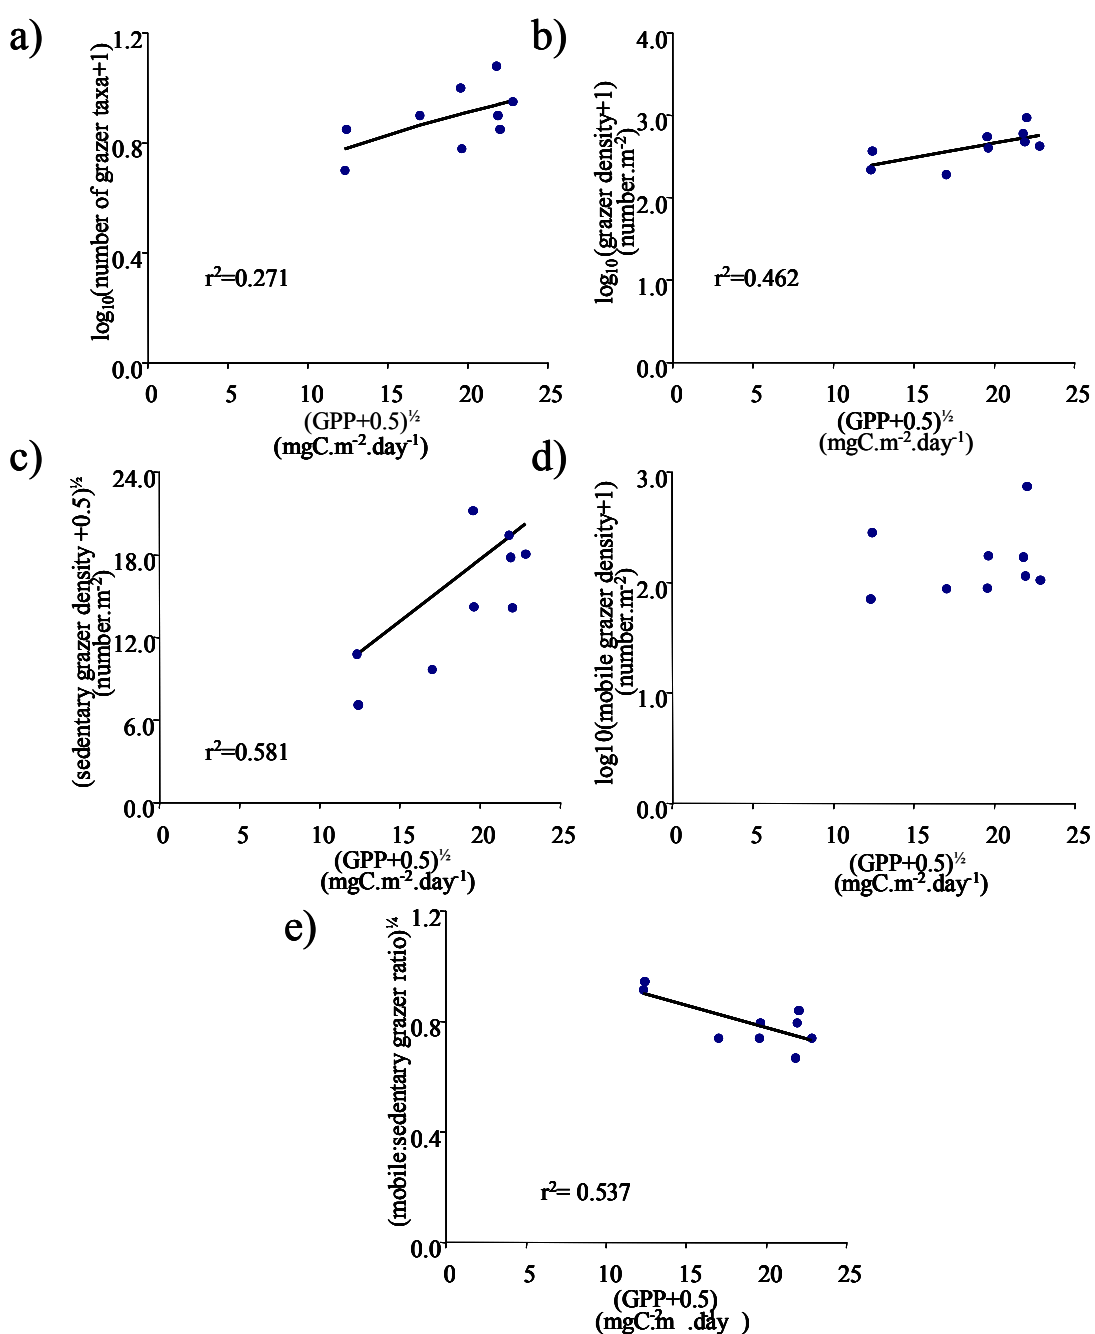 a)
1.2
0.8
0.4
0.0
log₁₀(number of grazer taxa+1)
r²=0.271
0 5 10 15 20 25
(GPP+0.5)^½
(mgC.m⁻².day⁻¹)
b)
4.0
3.0
2.0
1.0
0.0
log₁₀(grazer density+1)
(number.m⁻²)
r²=0.462
0 5 10 15 20 25
(GPP+0.5)^½
(mgC.m⁻².day⁻¹)
c)
24.0
18.0
12.0
6.0
0.0
(sedentary grazer density +0.5)^½
(number.m⁻²)
r²=0.581
0 5 10 15 20 25
(GPP+0.5)^½
(mgC.m⁻².day⁻¹)
d)
3.0
2.0
1.0
0.0
log10(mobile grazer density+1)
(number.m⁻²)
0 5 10 15 20 25
(GPP+0.5)^½
(mgC.m⁻².day⁻¹)
e)
1.2
0.8
0.4
0.0
(mobile:sedentary grazer ratio)^¼
r²= 0.537
0 5 10 15 20 25
(GPP+0.5)
(mgC.m⁻².day⁻¹)